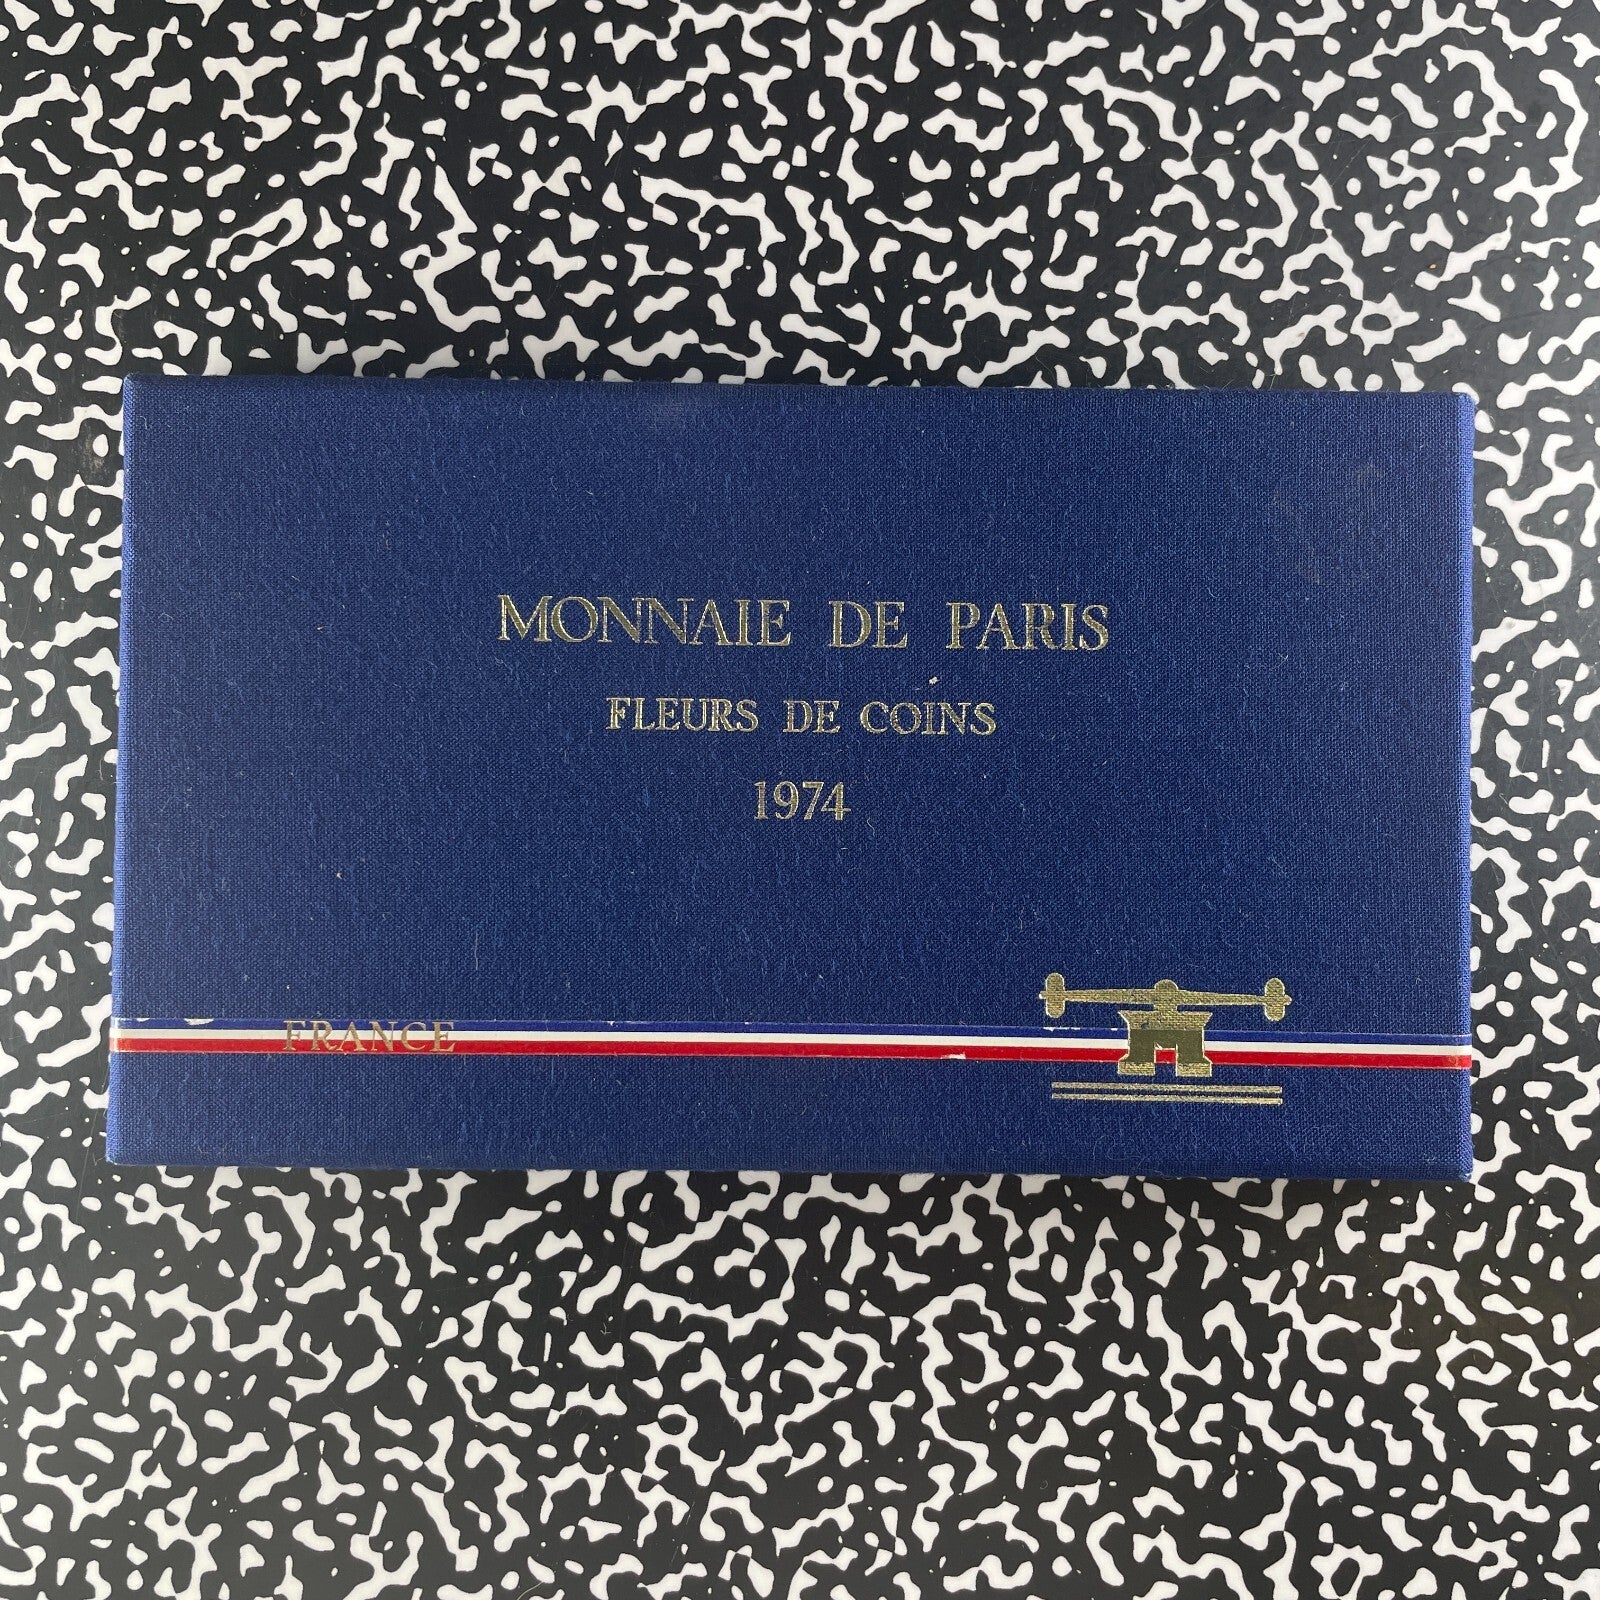 MONNAIE DE PARIS
FLEURS DE COINS
1974
FRANCE